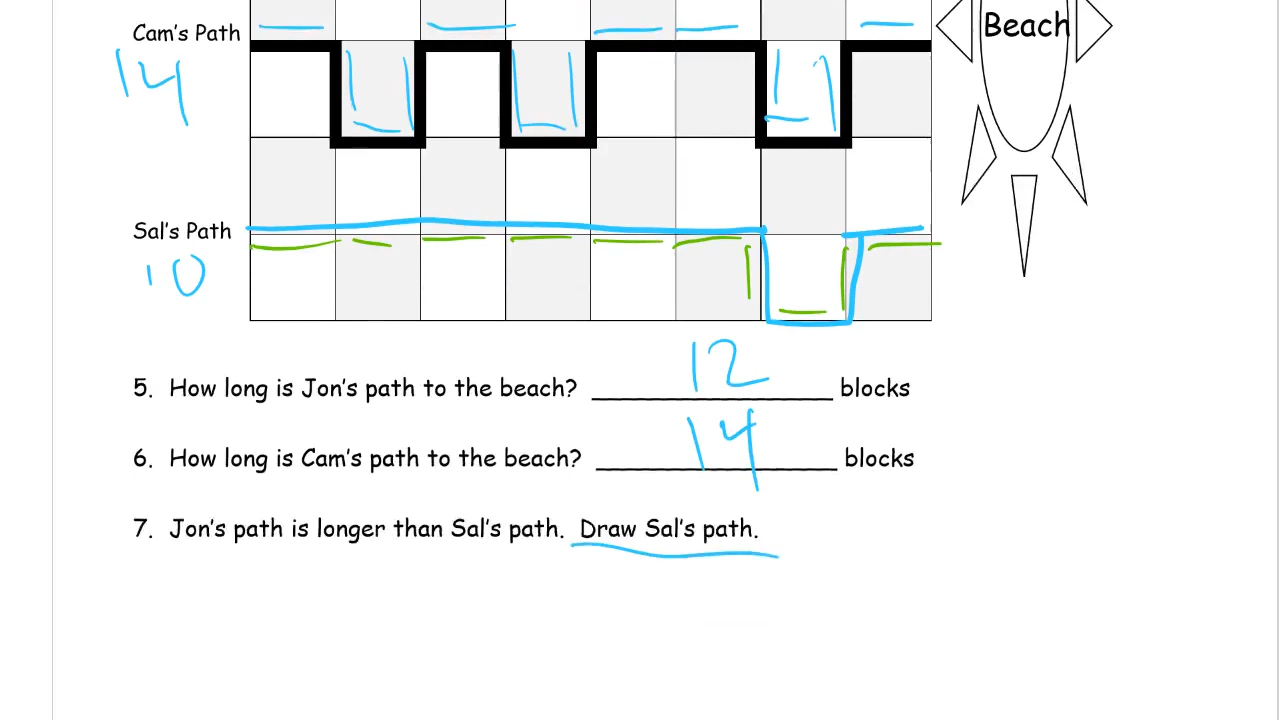 Cam's Path
Beach
14
Sal's Path
10
5. How long is Jon's path to the beach? 12 blocks
6. How long is Cam's path to the beach? 14 blocks
7. Jon's path is longer than Sal's path. Draw Sal's path.